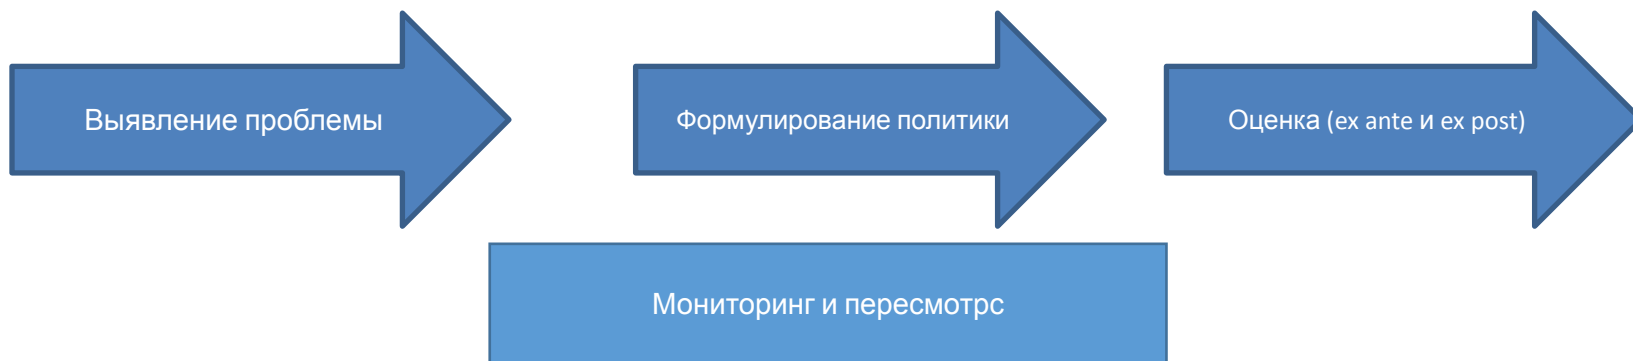 Выявление проблемы
Формулирование политики
Оценка (ex ante и ex post)
Мониторинг и пересмотрс